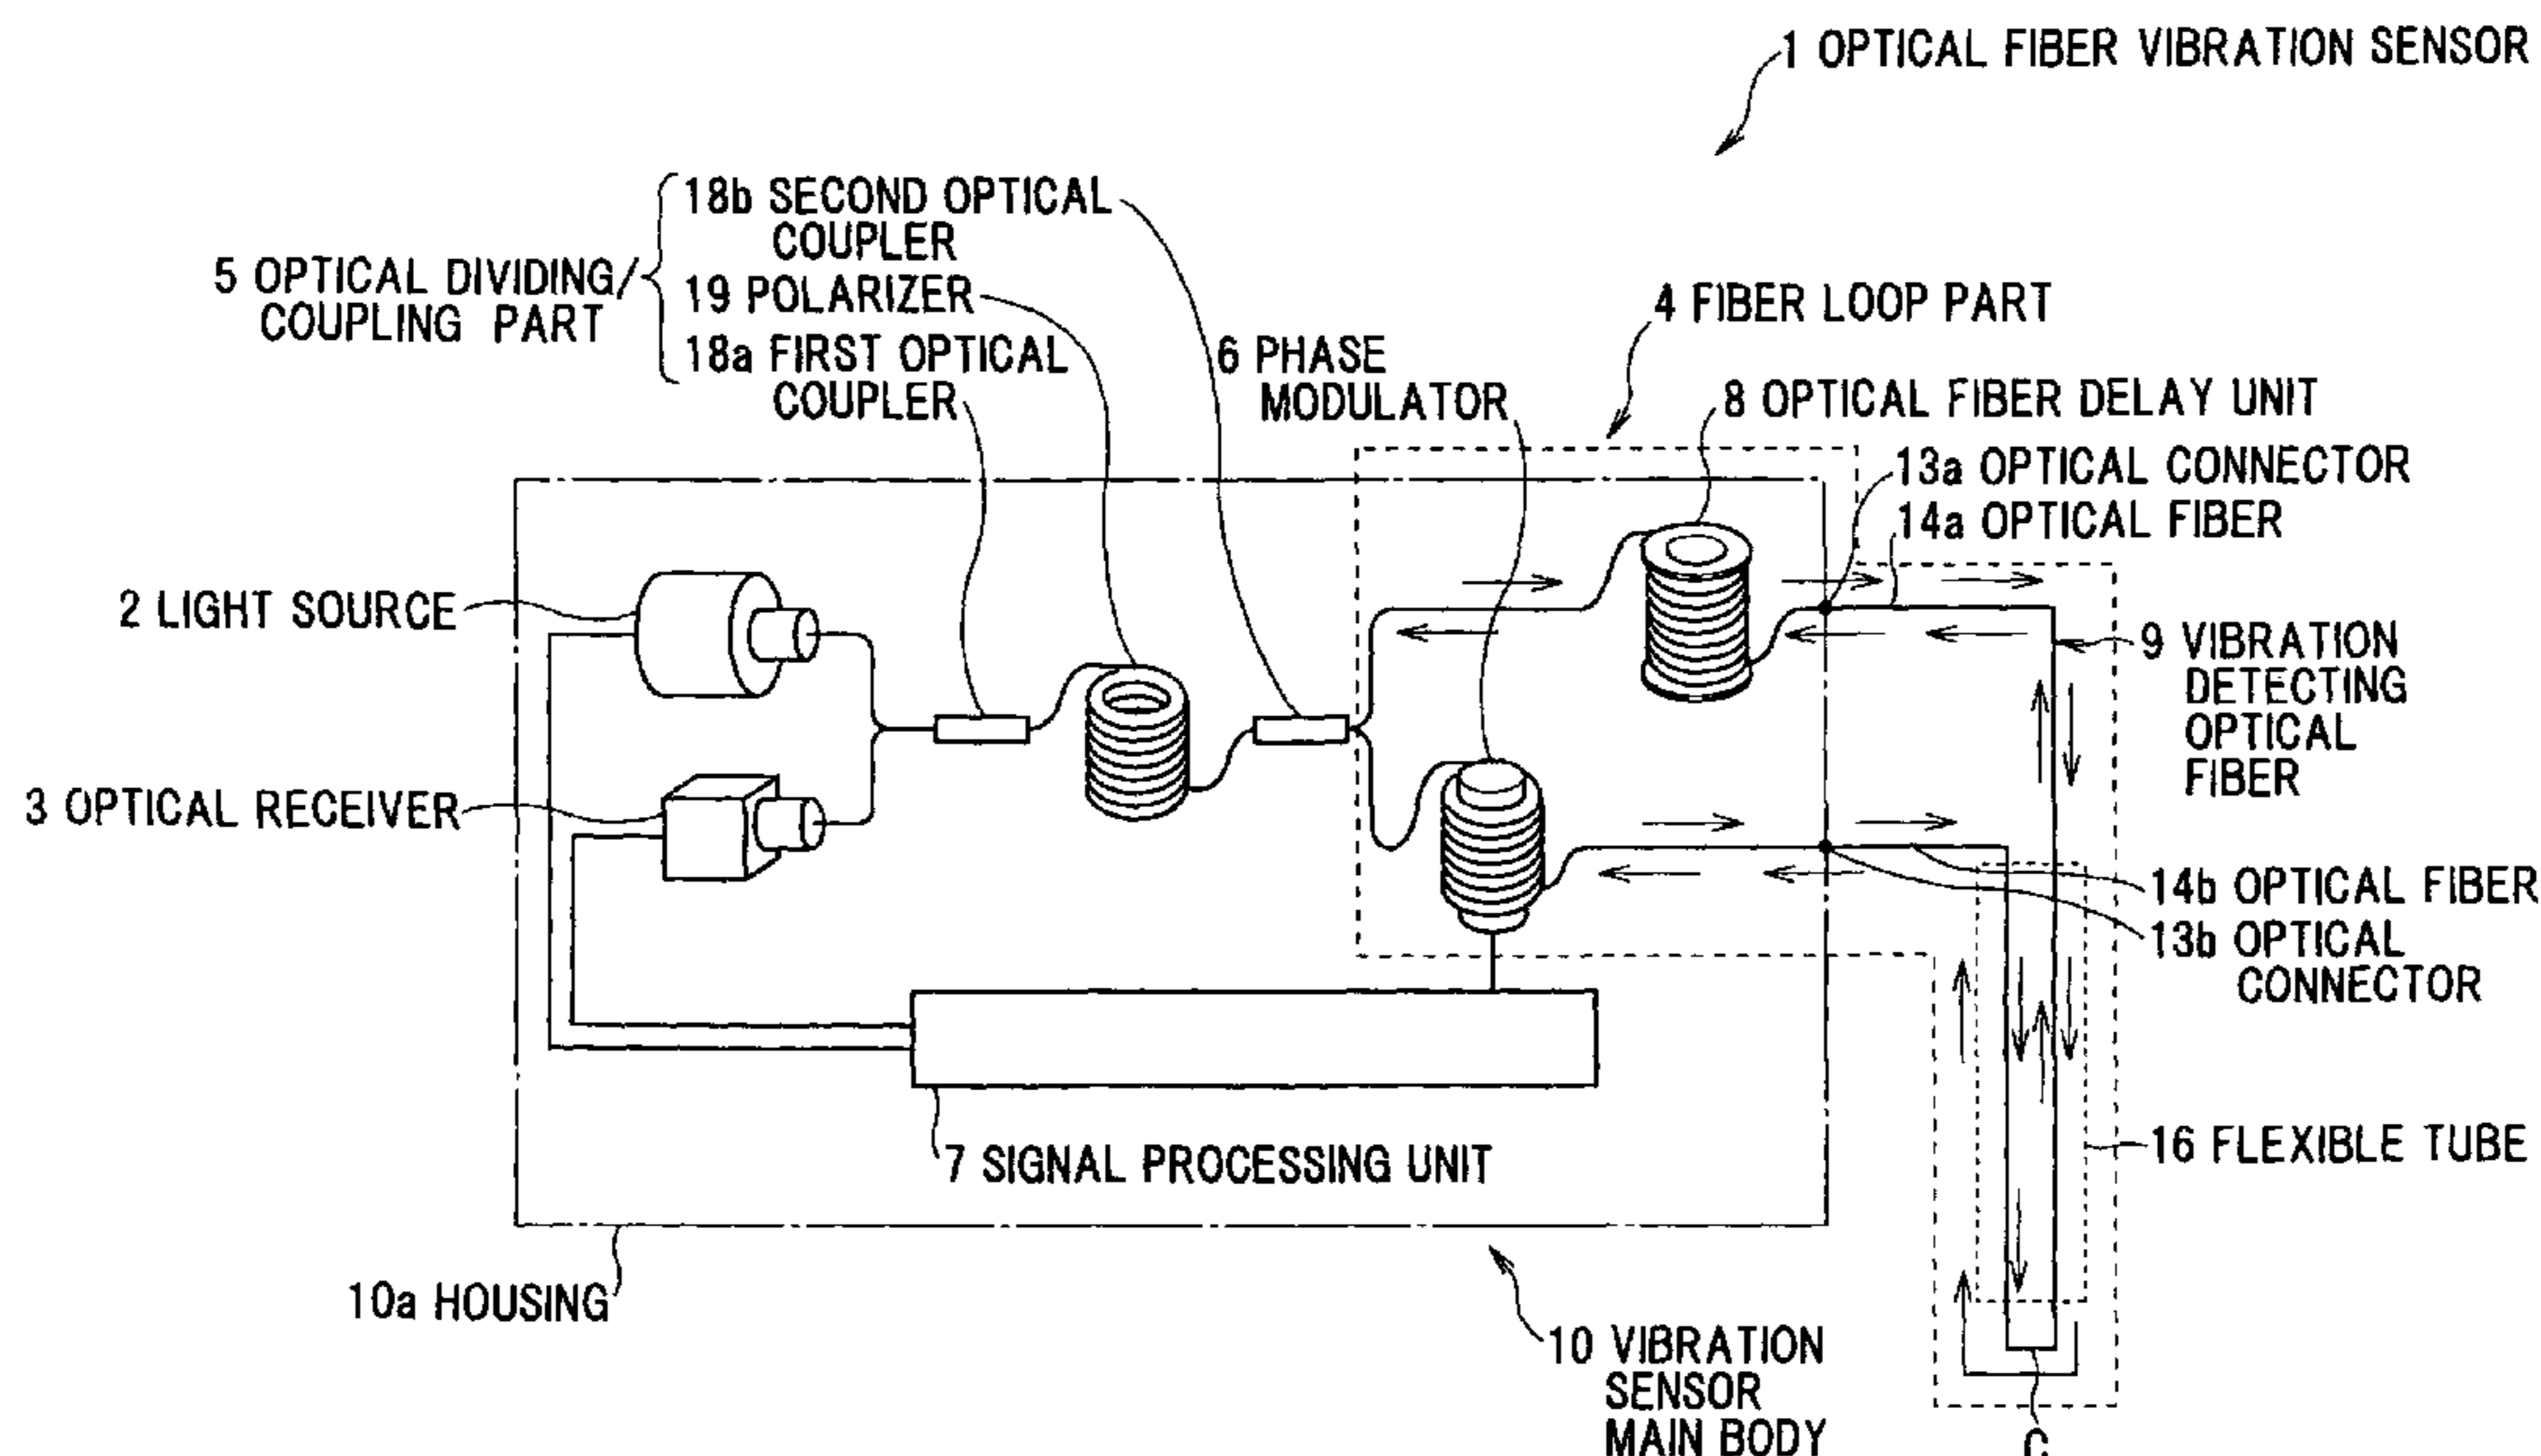 1 OPTICAL FIBER VIBRATION SENSOR
18b SECOND OPTICAL
COUPLER
5 OPTICAL DIVIDING/
COUPLING PART
19 POLARIZER
18a FIRST OPTICAL
COUPLER
4 FIBER LOOP PART
6 PHASE
MODULATOR
8 OPTICAL FIBER DELAY UNIT
13a OPTICAL CONNECTOR
14a OPTICAL FIBER
2 LIGHT SOURCE
9 VIBRATION
DETECTING
OPTICAL
FIBER
3 OPTICAL RECEIVER
14b OPTICAL FIBER
13b OPTICAL
CONNECTOR
7 SIGNAL PROCESSING UNIT
16 FLEXIBLE TUBE
10a HOUSING
10 VIBRATION
SENSOR
MAIN BODY
C